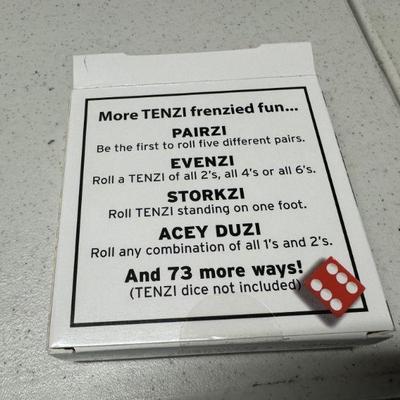 More TENZI frenzied fun...
PAIRZI
Be the first to roll five different pairs.
EVENZI
Roll a TENZI of all 2's, all 4's or all 6's.
STORKZI
Roll TENZI standing on one foot.
ACEY DUZI
Roll any combination of all 1's and 2's.
And 73 more ways!
(TENZI dice not included)